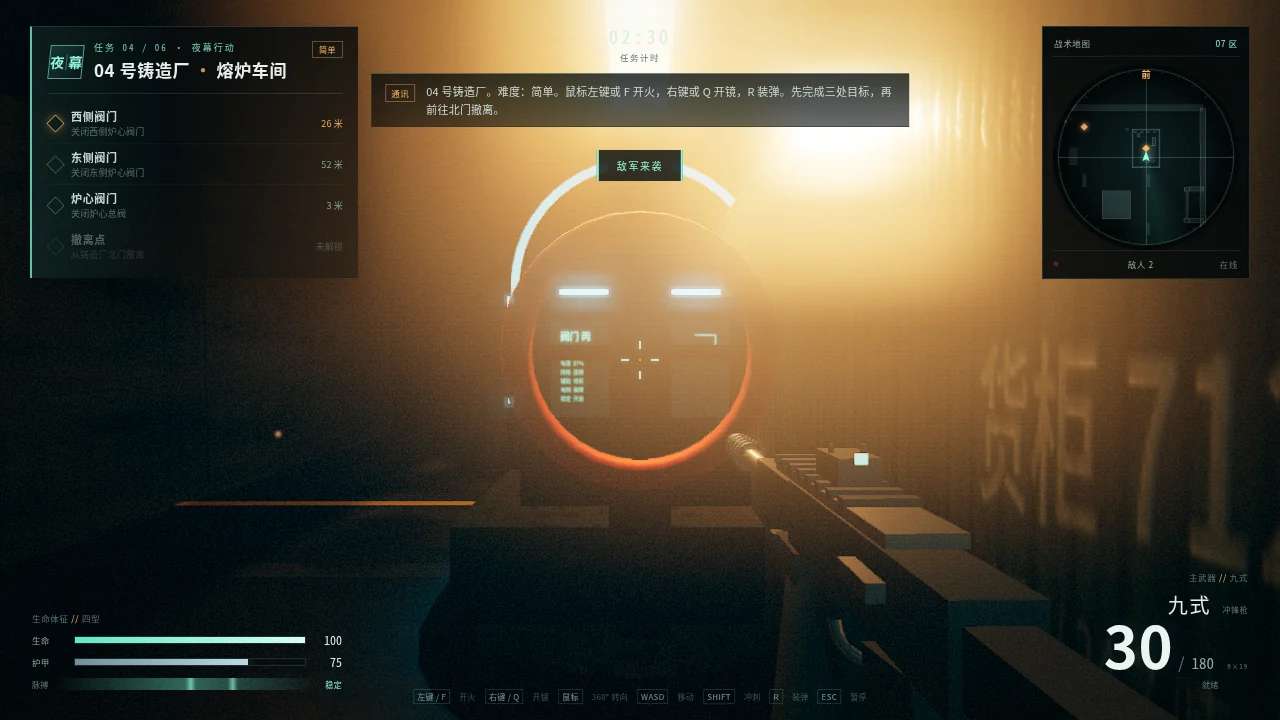 夜幕
任务 04 / 06 · 夜幕行动
04 号铸造厂 · 熔炉车间
简单
西侧阀门
关闭西侧炉心阀门
26 米
东侧阀门
关闭东侧炉心阀门
52 米
炉心阀门
关闭炉心总阀
3 米
撤离点
从铸造厂北门撤离
未解锁
02:30
任务计时
通讯
04 号铸造厂。难度：简单。鼠标左键或 F 开火，右键或 Q 开镜，R 装弹。先完成三处目标，再
前往北门撤离。
敌军来袭
战术地图
07 区
前
敌人 2
在线
阀门 丙
货柜 71
生命体征 // 四型
生命
100
护甲
75
脉搏
稳定
左键 / F 开火 右键 / Q 开镜 鼠标 360° 转向 WASD 移动 SHIFT 冲刺 R 装弹 ESC 暂停
主武器 // 九式
九式 冲锋枪
30 / 180 9×19
就绪